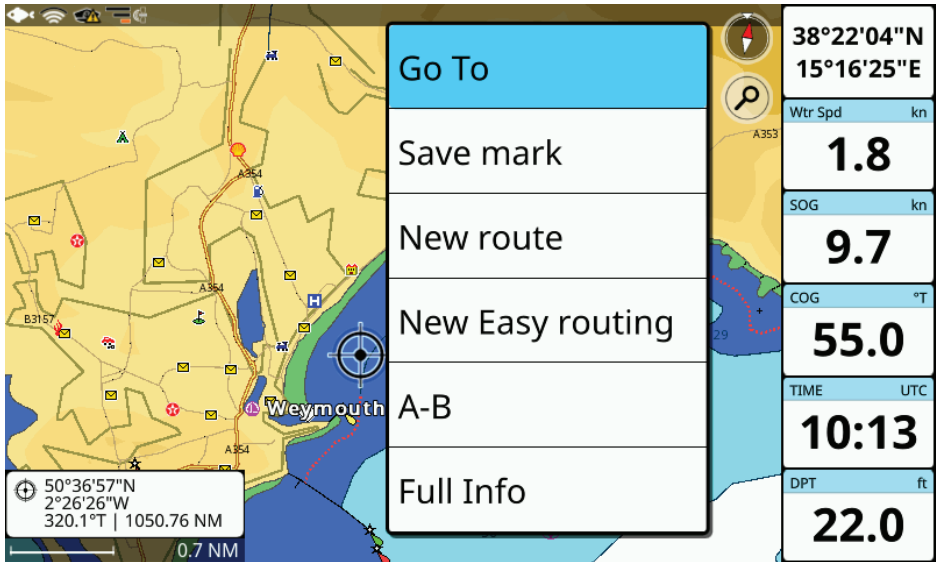 Go To
Save mark
New route
New Easy routing
A-B
Full Info
38°22'04"N
15°16'25"E
Wtr Spd kn
1.8
SOG kn
9.7
COG °T
55.0
TIME UTC
10:13
DPT ft
22.0
A353
A354
A354
B3157
H
29
Weymouth
A354
50°36'57"N
2°26'26"W
320.1°T | 1050.76 NM
0.7 NM